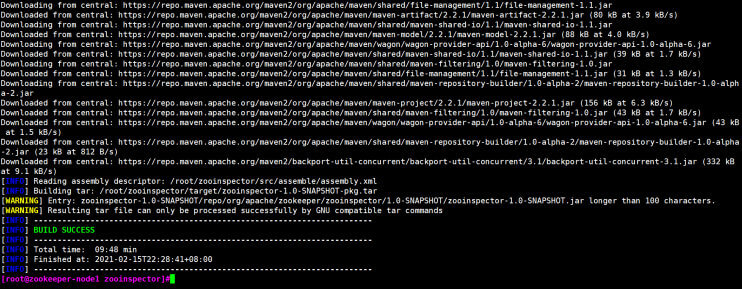 Downloading from central: https://repo.maven.apache.org/maven2/org/apache/maven/shared/file-management/1.1/file-management-1.1.jar
Downloaded from central: https://repo.maven.apache.org/maven2/org/apache/maven/maven-artifact/2.2.1/maven-artifact-2.2.1.jar (80 kB at 3.9 kB/s)
Downloading from central: https://repo.maven.apache.org/maven2/org/apache/maven/shared/maven-shared-io/1.1/maven-shared-io-1.1.jar
Downloaded from central: https://repo.maven.apache.org/maven2/org/apache/maven/maven-model/2.2.1/maven-model-2.2.1.jar (88 kB at 4.0 kB/s)
Downloading from central: https://repo.maven.apache.org/maven2/org/apache/maven/wagon/wagon-provider-api/1.0-alpha-6/wagon-provider-api-1.0-alpha-6.jar
Downloaded from central: https://repo.maven.apache.org/maven2/org/apache/maven/shared/maven-shared-io/1.1/maven-shared-io-1.1.jar (39 kB at 1.7 kB/s)
Downloading from central: https://repo.maven.apache.org/maven2/org/apache/maven/shared/maven-filtering/1.0/maven-filtering-1.0.jar
Downloaded from central: https://repo.maven.apache.org/maven2/org/apache/maven/shared/file-management/1.1/file-management-1.1.jar (31 kB at 1.3 kB/s)
Downloading from central: https://repo.maven.apache.org/maven2/org/apache/maven/shared/maven-repository-builder/1.0-alpha-2/maven-repository-builder-1.0-alph
a-2.jar
Downloaded from central: https://repo.maven.apache.org/maven2/org/apache/maven/maven-project/2.2.1/maven-project-2.2.1.jar (156 kB at 6.3 kB/s)
Downloaded from central: https://repo.maven.apache.org/maven2/org/apache/maven/shared/maven-filtering/1.0/maven-filtering-1.0.jar (43 kB at 1.7 kB/s)
Downloaded from central: https://repo.maven.apache.org/maven2/org/apache/maven/wagon/wagon-provider-api/1.0-alpha-6/wagon-provider-api-1.0-alpha-6.jar (43 kB
 at 1.5 kB/s)
Downloaded from central: https://repo.maven.apache.org/maven2/org/apache/maven/shared/maven-repository-builder/1.0-alpha-2/maven-repository-builder-1.0-alpha
-2.jar (23 kB at 812 B/s)
Downloaded from central: https://repo.maven.apache.org/maven2/backport-util-concurrent/backport-util-concurrent/3.1/backport-util-concurrent-3.1.jar (332 kB
at 9.1 kB/s)
[INFO] Reading assembly descriptor: /root/zooinspector/src/assemble/assembly.xml
[INFO] Building tar: /root/zooinspector/target/zooinspector-1.0-SNAPSHOT-pkg.tar
[WARNING] Entry: zooinspector-1.0-SNAPSHOT/repo/org/apache/zookeeper/zooinspector/1.0-SNAPSHOT/zooinspector-1.0-SNAPSHOT.jar longer than 100 characters.
[WARNING] Resulting tar file can only be processed successfully by GNU compatible tar commands
[INFO] ------------------------------------------------------------------------
[INFO] BUILD SUCCESS
[INFO] ------------------------------------------------------------------------
[INFO] Total time:  09:48 min
[INFO] Finished at: 2021-02-15T22:28:41+08:00
[INFO] ------------------------------------------------------------------------
[root@zookeeper-node1 zooinspector]#